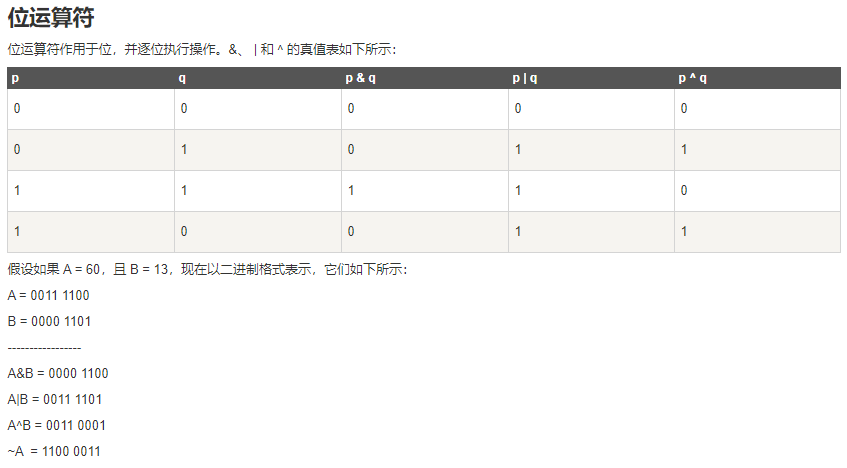 位运算符
位运算符作用于位，并逐位执行操作。&、 | 和 ^ 的真值表如下所示：
p q p & q p | q p ^ q
0 0 0 0 0
0 1 0 1 1
1 1 1 1 0
1 0 0 1 1
假设如果 A = 60，且 B = 13，现在以二进制格式表示，它们如下所示：
A = 0011 1100
B = 0000 1101
-----------------
A&B = 0000 1100
A|B = 0011 1101
A^B = 0011 0001
~A  = 1100 0011